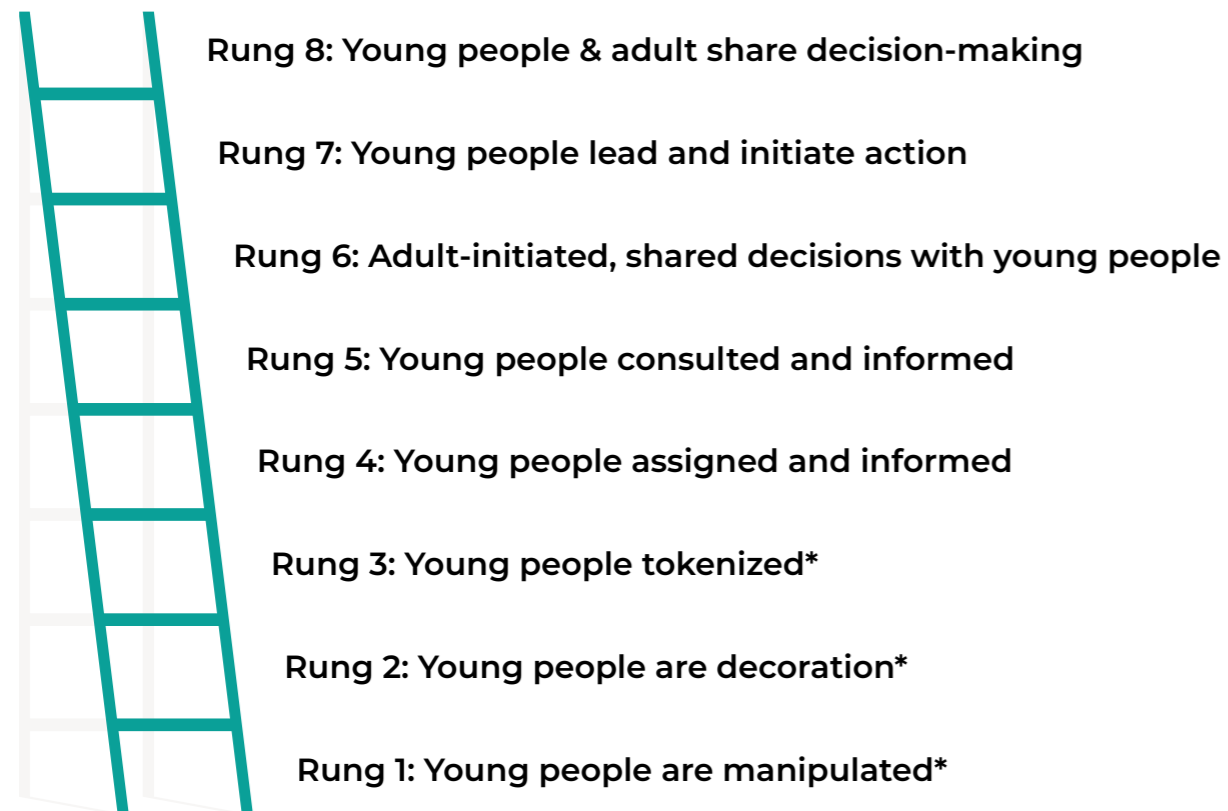 Rung 8: Young people & adult share decision-making
Rung 7: Young people lead and initiate action
Rung 6: Adult-initiated, shared decisions with young people
Rung 5: Young people consulted and informed
Rung 4: Young people assigned and informed
Rung 3: Young people tokenized*
Rung 2: Young people are decoration*
Rung 1: Young people are manipulated*